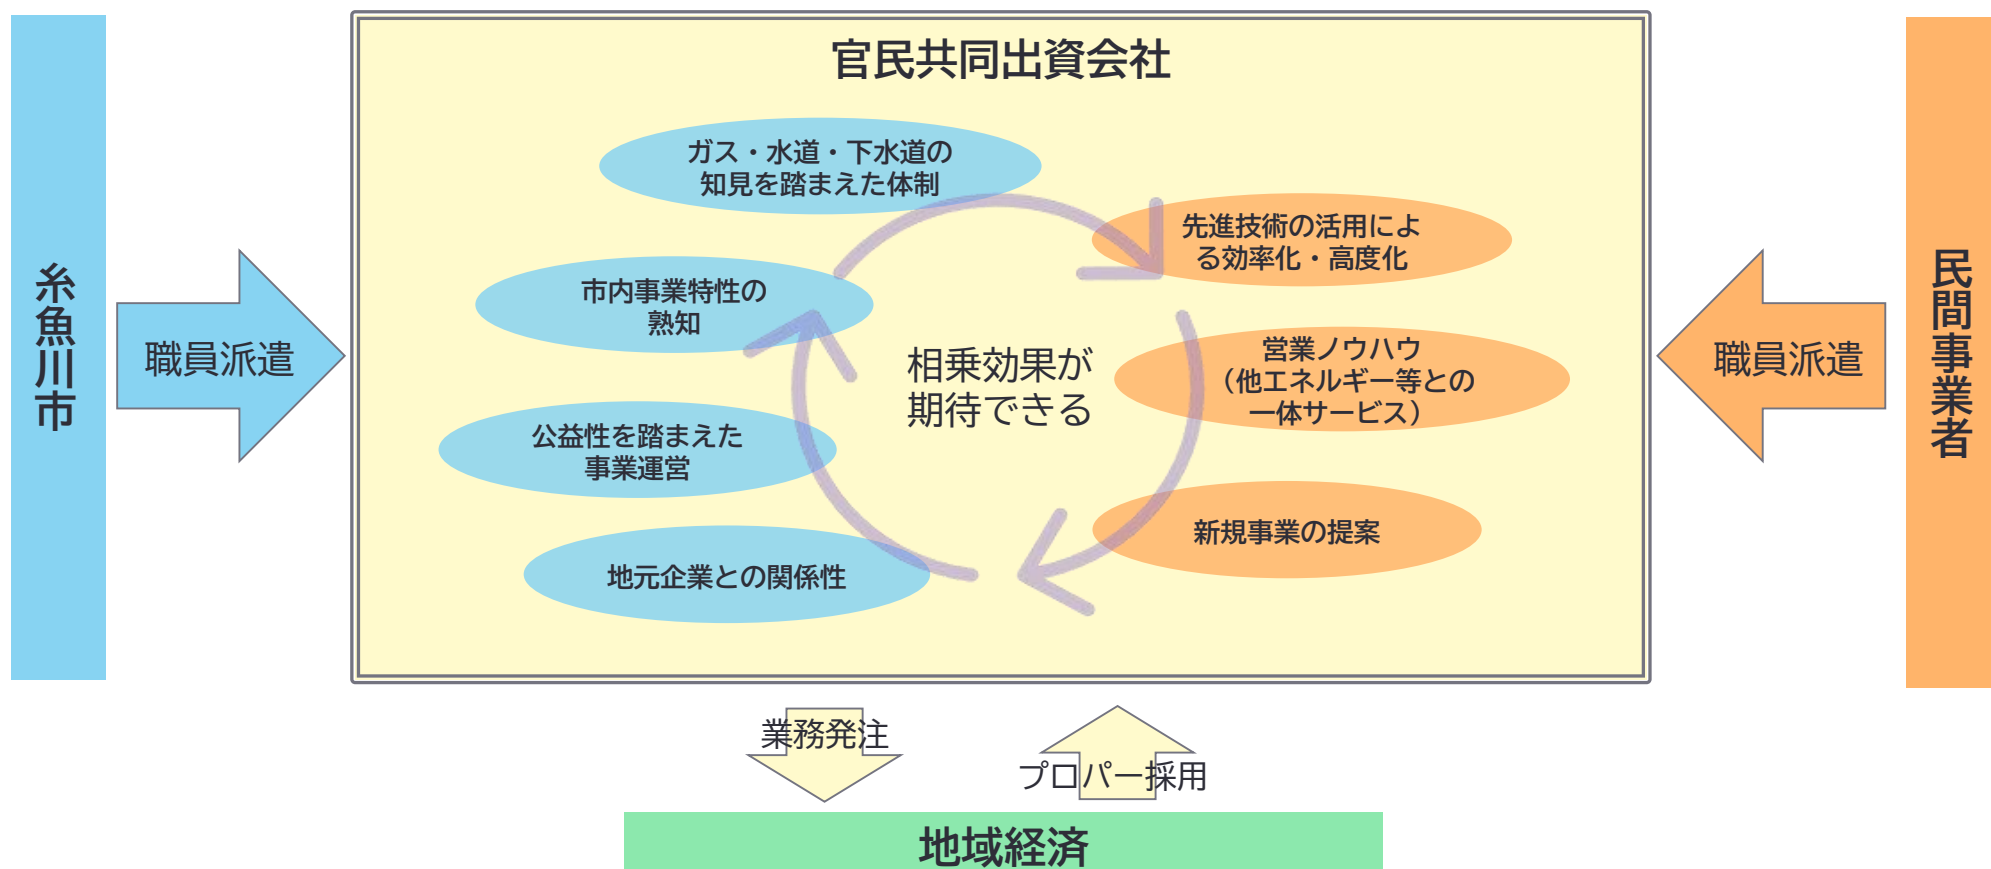 官民共同出資会社
糸魚川市
職員派遣
ガス・水道・下水道の
知見を踏まえた体制
市内事業特性の
熟知
公益性を踏まえた
事業運営
地元企業との関係性
相乗効果が
期待できる
先進技術の活用によ
る効率化・高度化
営業ノウハウ
（他エネルギー等との
一体サービス）
新規事業の提案
職員派遣
民間事業者
業務発注
プロパー採用
地域経済